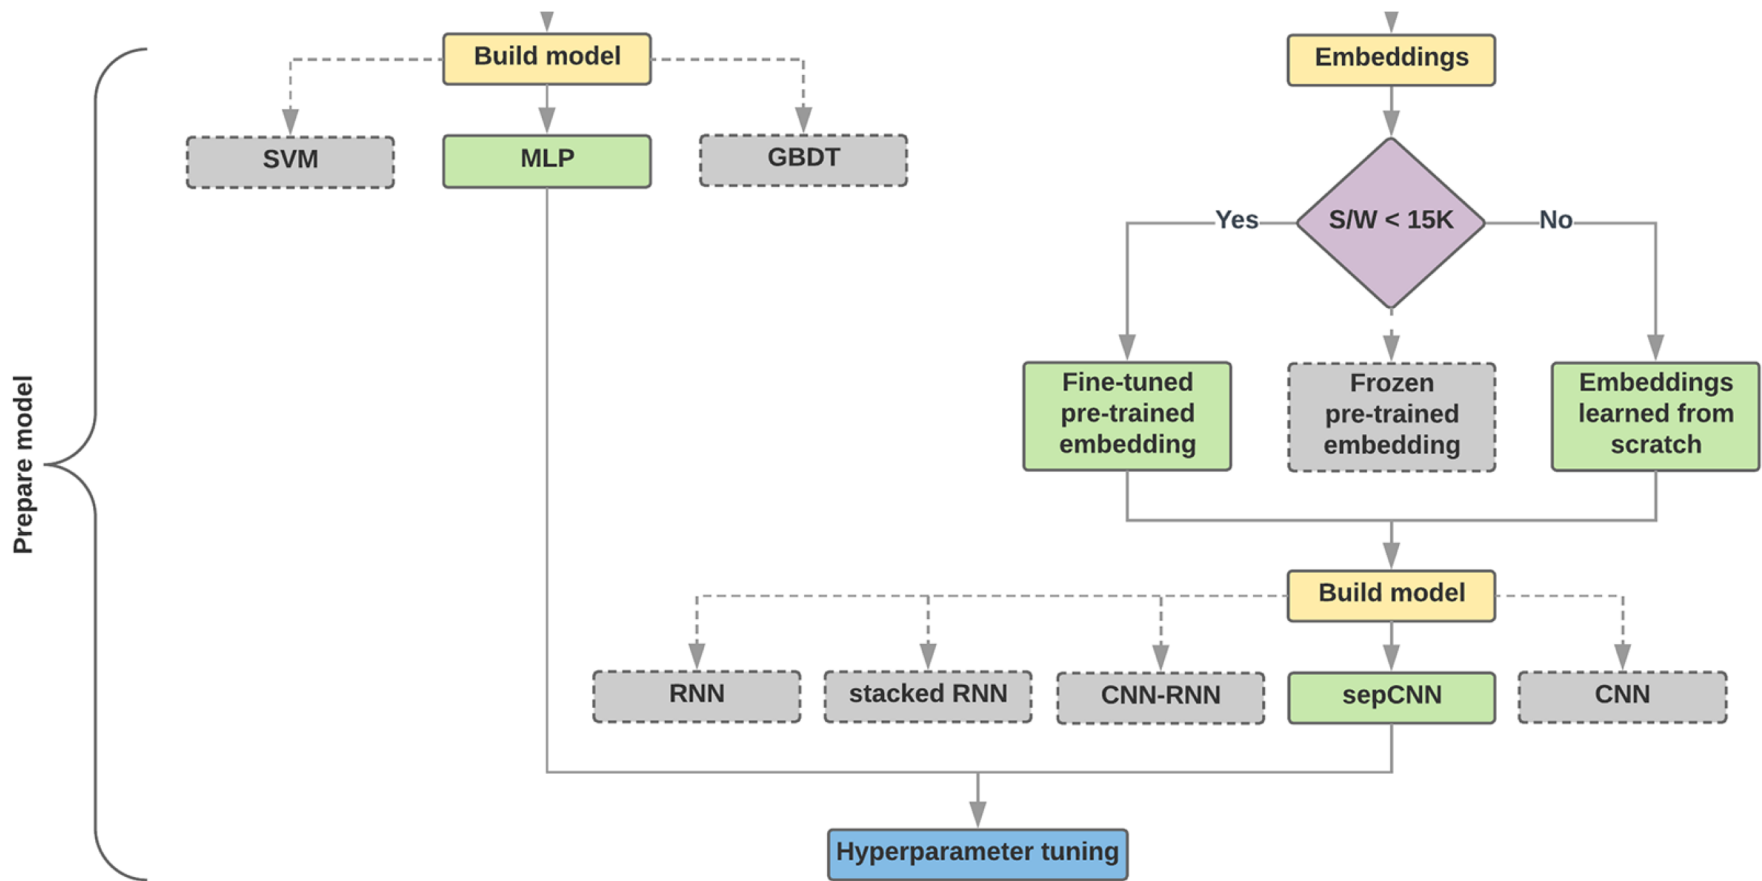 Build model
Embeddings
SVM
MLP
GBDT
S/W < 15K
Yes
No
Fine-tuned
pre-trained
embedding
Frozen
pre-trained
embedding
Embeddings
learned from
scratch
Prepare model
Build model
RNN
stacked RNN
CNN-RNN
sepCNN
CNN
Hyperparameter tuning